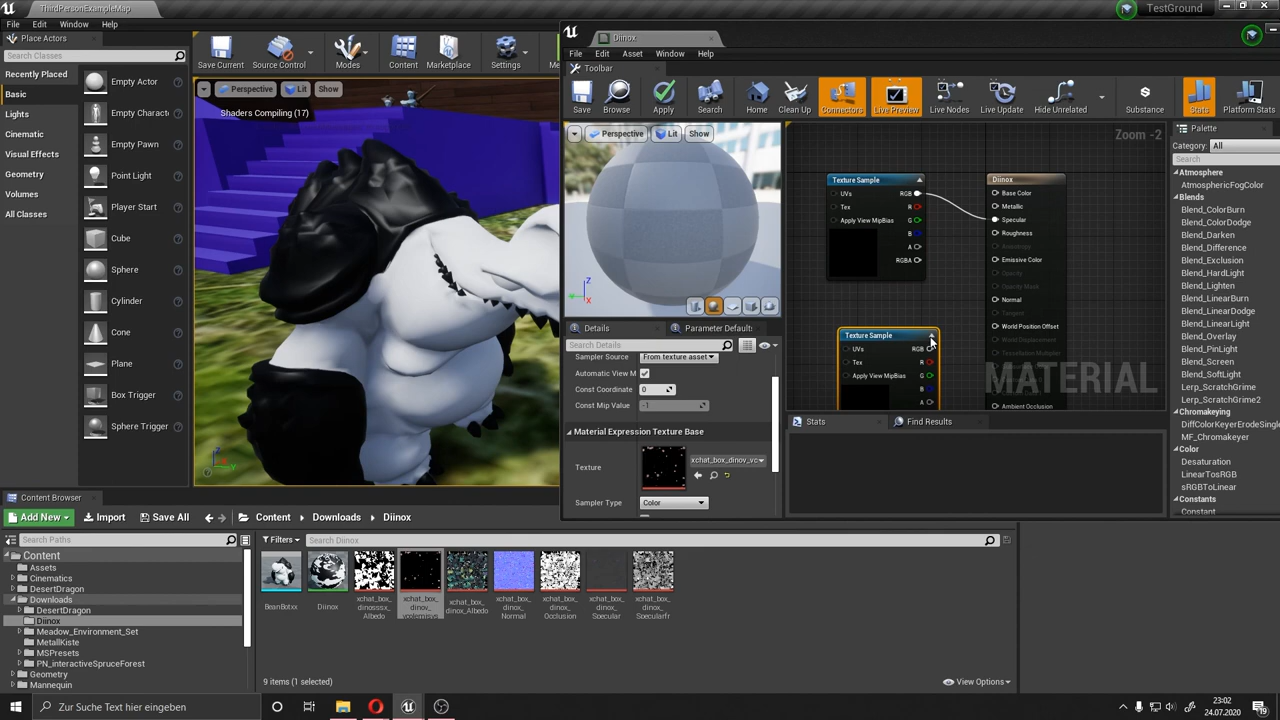 ThirdPersonExampleMap
TestGround
File Edit Window Help
Place Actors
Search Classes
Recently Placed
Basic
Lights
Cinematic
Visual Effects
Geometry
Volumes
All Classes
Empty Actor
Empty Charact
Empty Pawn
Point Light
Player Start
Cube
Sphere
Cylinder
Cone
Plane
Box Trigger
Sphere Trigger
Save Current Source Control Modes Content Marketplace Settings
Perspective Lit Show
Shaders Compiling (17)
Diinox
File Edit Asset Window Help
Toolbar
Save Browse Apply Search Home Clean Up Connectors Live Preview Live Nodes Live Update Hide Unrelated Substance Stats Platform Stats
Perspective Lit Show
Zoom -2
Texture Sample
UVs RGB
Tex R
Apply View MipBias G
B
A
RGBA
Diinox
Base Color
Metallic
Specular
Roughness
Anisotropy
Emissive Color
Opacity
Opacity Mask
Normal
Tangent
World Position Offset
World Displacement
Tessellation Multiplier
Ambient Occlusion
Texture Sample
UVs RGB
Tex R
Apply View MipBias G
B
A
MATERIAL
Details Parameter Default:
Search Details
Sampler Source From texture asset
Automatic View M
Const Coordinate 0
Const Mip Value -1
Material Expression Texture Base
Texture xchat_box_dinov_vc
Sampler Type Color
Stats Find Results
Palette
Category: All
Search
Atmosphere
AtmosphericFogColor
Blends
Blend_ColorBurn
Blend_ColorDodge
Blend_Darken
Blend_Difference
Blend_Exclusion
Blend_HardLight
Blend_Lighten
Blend_LinearBurn
Blend_LinearDodge
Blend_LinearLight
Blend_Overlay
Blend_PinLight
Blend_Screen
Blend_SoftLight
Lerp_ScratchGrime
Lerp_ScratchGrime2
Chromakeying
DiffColorKeyerErodeSingle
MF_Chromakeyer
Color
Desaturation
LinearTosRGB
sRGBToLinear
Constants
Constant
Content Browser
Add New Import Save All Content Downloads Diinox
Search Paths
Content
Assets
Cinematics
DesertDragon
Downloads
DesertDragon
Diinox
Meadow_Environment_Set
MetallKiste
MSPresets
PN_interactiveSpruceForest
Geometry
Mannequin
Filters Search Diinox
BeanBotxx
Diinox
xchat_box_dinosssx_Albedo
xchat_box_dinov_
xchat_box_dinox_Albedo
xchat_box_dinox_Normal
xchat_box_dinox_Occlusion
xchat_box_dinox_Specular
xchat_box_dinox_Specularfr
9 items (1 selected)
View Options
Zur Suche Text hier eingeben
23:02
24.07.2020
19